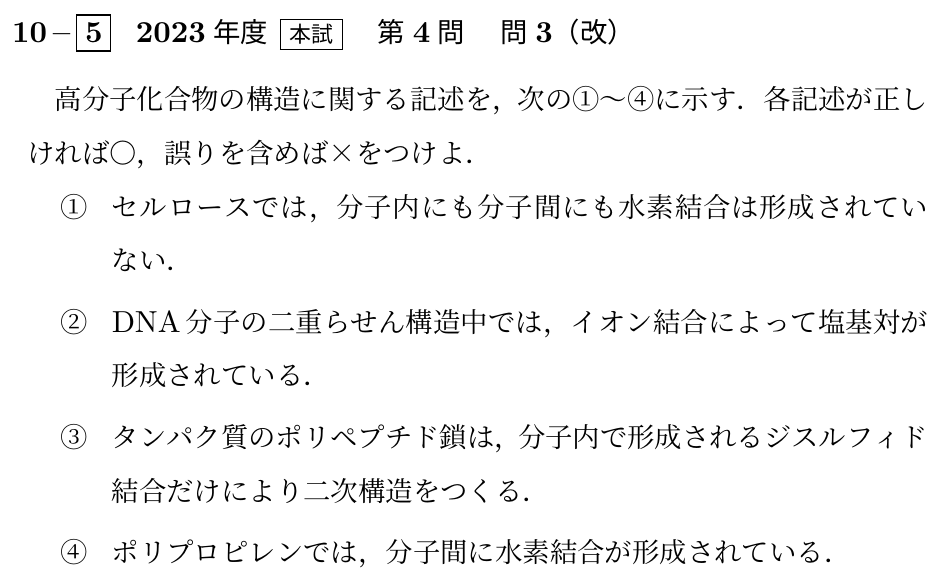 10－5 2023年度 本試 第4問 問3（改）
高分子化合物の構造に関する記述を，次の①～④に示す．各記述が正し
ければ○，誤りを含めば×をつけよ．
① セルロースでは，分子内にも分子間にも水素結合は形成されてい
ない．
② DNA分子の二重らせん構造中では，イオン結合によって塩基対が
形成されている．
③ タンパク質のポリペプチド鎖は，分子内で形成されるジスルフィド
結合だけにより二次構造をつくる．
④ ポリプロピレンでは，分子間に水素結合が形成されている．